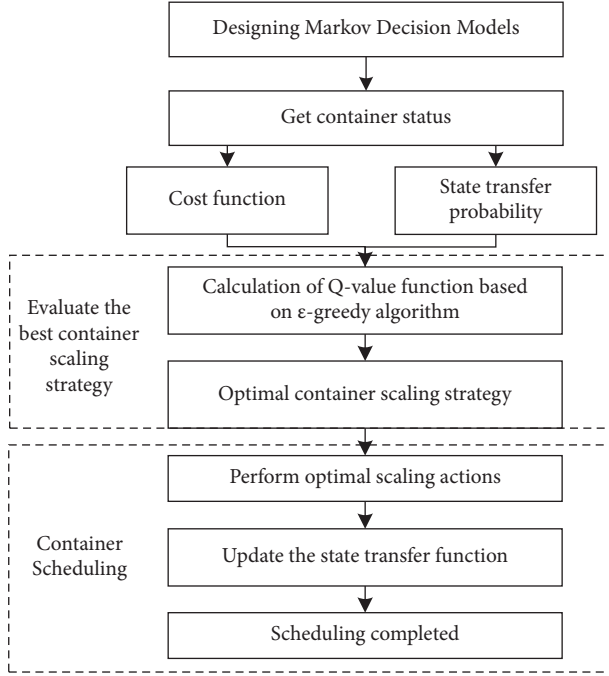 Designing Markov Decision Models
Get container status
Cost function
State transfer
probability
Evaluate the
best container
scaling
strategy
Calculation of Q-value function based
on ε-greedy algorithm
Optimal container scaling strategy
Container
Scheduling
Perform optimal scaling actions
Update the state transfer function
Scheduling completed